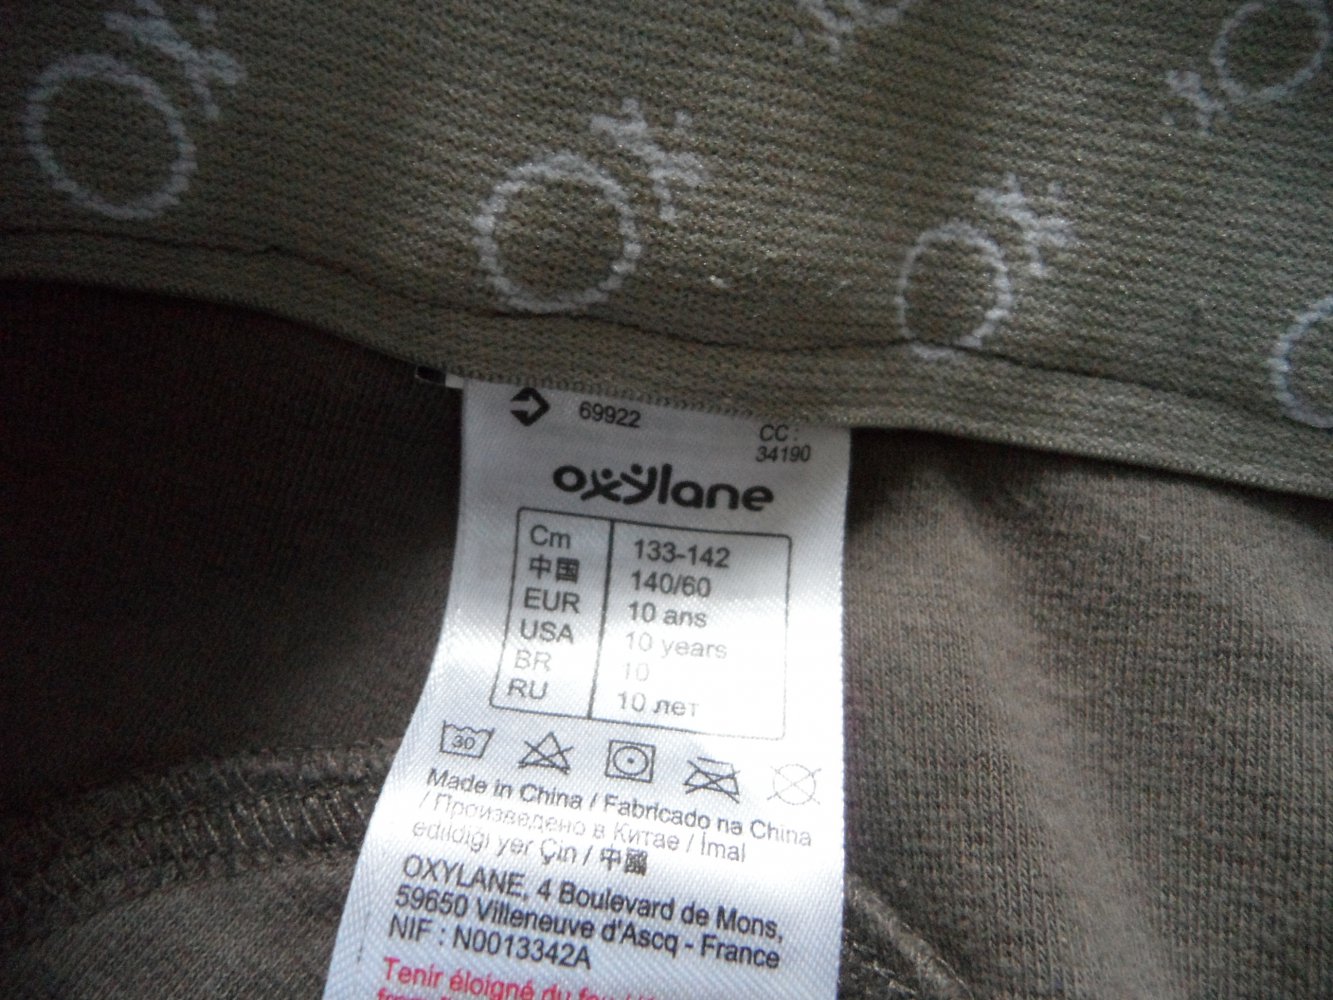 69922
CC :
34190
oxylane
Cm 133-142
中国 140/60
EUR 10 ans
USA 10 years
BR 10
RU 10 лет
30
Made in China / Fabricado na China
/ Произведено в Китае / İmal
edildiği yer Çin / 中國
OXYLANE, 4 Boulevard de Mons,
59650 Villeneuve d'Ascq - France
NIF : N0013342A
Tenir éloigné du feu